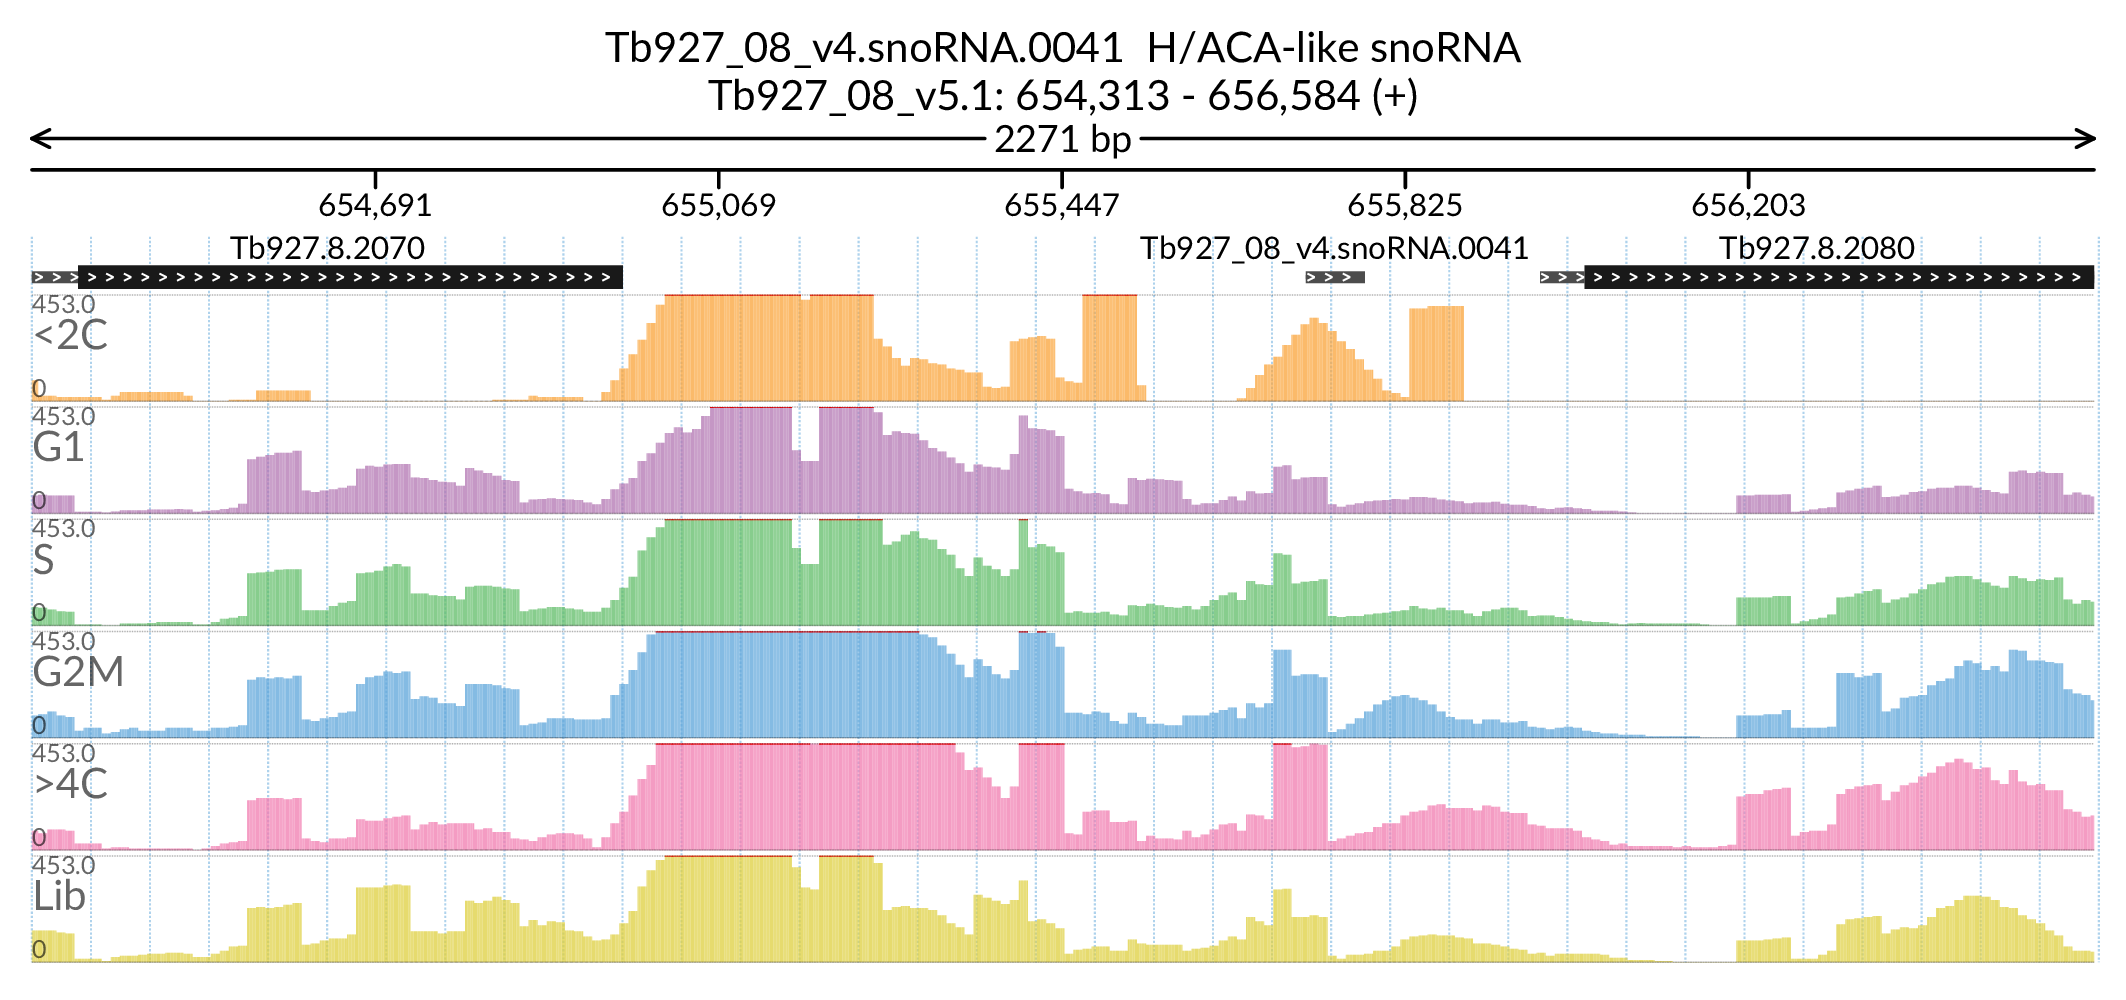 Tb927_08_v4.snoRNA.0041 H/ACA-like snoRNA
Tb927_08_v5.1: 654,313 - 656,584 (+)
2271 bp
654,691 655,069 655,447 655,825 656,203
Tb927.8.2070 Tb927_08_v4.snoRNA.0041 Tb927.8.2080
453.0
<2C
0
453.0
G1
0
453.0
S
0
453.0
G2M
0
453.0
>4C
0
453.0
Lib
0